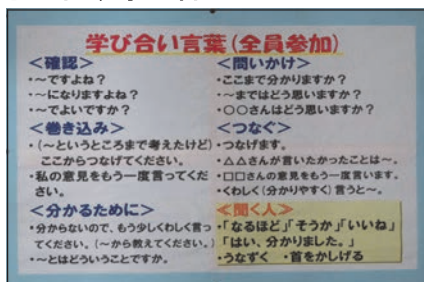 学び合い言葉(全員参加)
<確認>
・~ですよね?
・~になりますよね?
・~でよいですか?
<巻き込み>
・(~というところまで考えたけど)
ここからつなげてください。
・私の意見をもう一度言ってくだ
さい。
<分かるために>
・分からないので、もう少しくわしく言っ
てください。(~から教えてください。)
・~とはどういうことですか。
<問いかけ>
・ここまで分かりますか?
・~まではどう思いますか?
・○○さんはどう思いますか?
<つなぐ>
・つなげます。
・△△さんが言いたかったことは~。
・□□さんの意見をもう一度言います。
・くわしく(分かりやすく)言うと~。
<聞く人>
・「なるほど」「そうか」「いいね」
「はい、分かりました。」
・うなずく ・首をかしげる